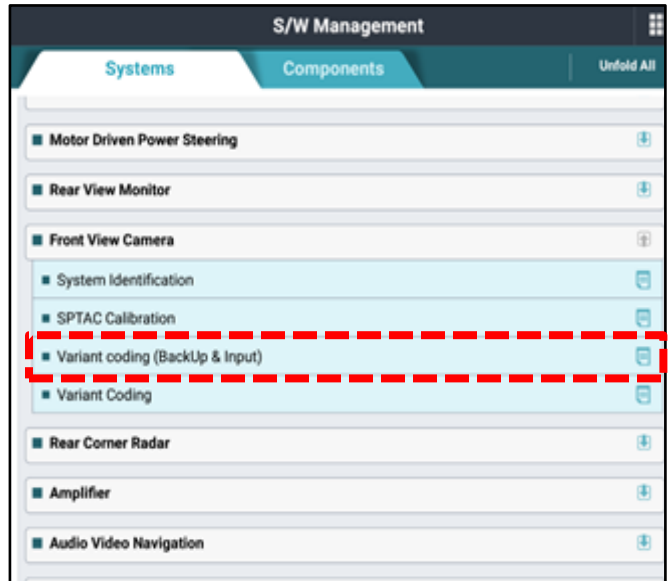 S/W Management
Systems
Components
Unfold All
Motor Driven Power Steering
Rear View Monitor
Front View Camera
System Identification
SPTAC Calibration
Variant coding (BackUp & Input)
Variant Coding
Rear Corner Radar
Amplifier
Audio Video Navigation